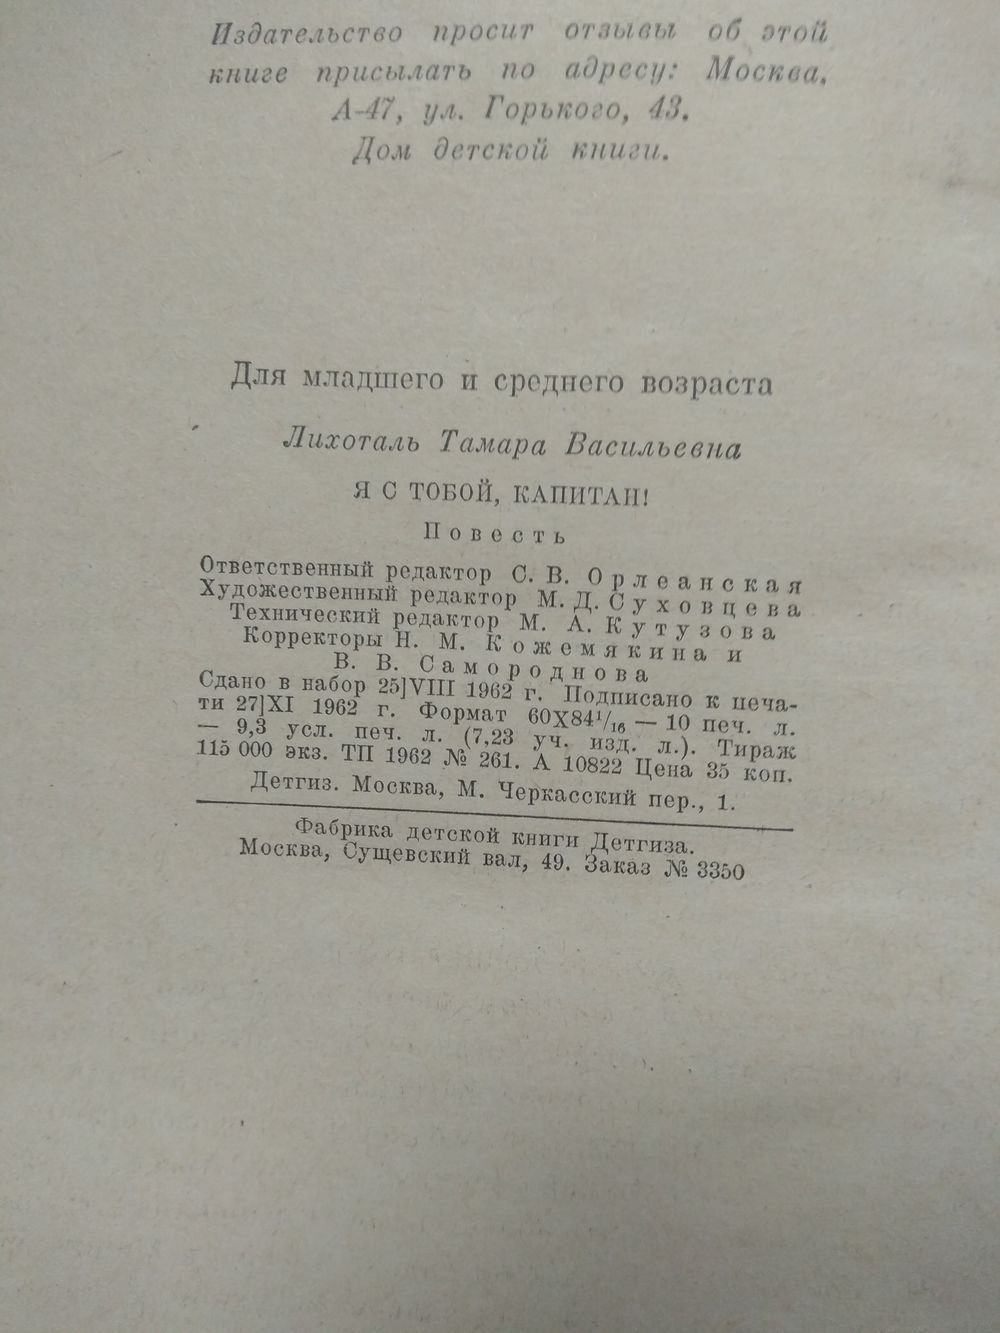 Издательство просит отзывы об этой
книге присылать по адресу: Москва,
А-47, ул. Горького, 43.
Дом детской книги.
Для младшего и среднего возраста
Лихоталь Тамара Васильевна
Я С ТОБОЙ, КАПИТАН!
Повесть
Ответственный редактор С. В. Орлеанская
Художественный редактор М. Д. Суховцева
Технический редактор М. А. Кутузова
Корректоры Н. М. Кожемякина и
В. В. Самороднова
Сдано в набор 25]VIII 1962 г. Подписано к печа-
ти 27]XI 1962 г. Формат 60X84¹/₁₆ — 10 печ. л.
— 9,3 усл. печ. л. (7,23 уч. изд. л.). Тираж
115 000 экз. ТП 1962 № 261. А 10822 Цена 35 коп.
Детгиз. Москва, М. Черкасский пер., 1.
Фабрика детской книги Детгиза.
Москва, Сущевский вал, 49. Заказ № 3350